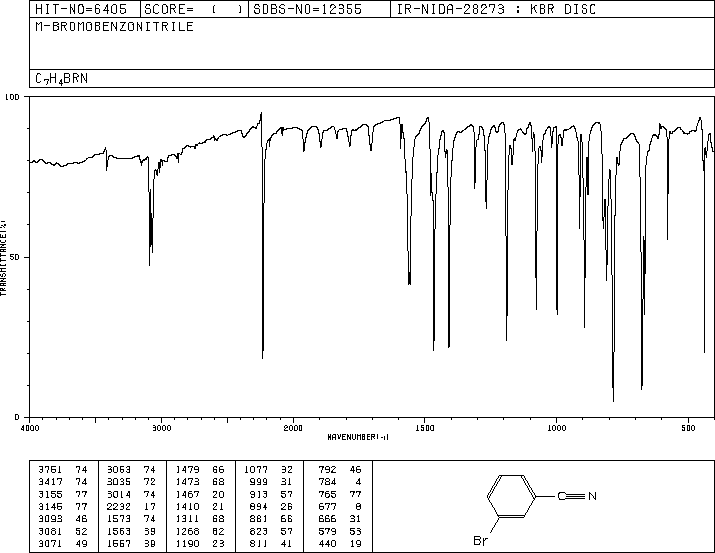 HIT-NO=6405 SCORE= ( ) SDBS-NO=12355 IR-NIDA-28273 : KBR DISC
M-BROMOBENZONITRILE
C7H4BRN
100
50
0
TRANSMITTANCE(%)
4000 3000 2000 1500 1000 500
WAVENUMBER(-1)
3761 74 3063 74 1479 66 1077 32 792 46
3417 74 3035 72 1473 68 999 31 784 4
3155 77 3014 74 1467 20 913 57 765 77
3145 77 2232 17 1410 21 894 26 677 8
3093 46 1573 74 1311 68 881 66 666 31
3081 52 1563 39 1268 62 823 57 579 53
3071 49 1557 39 1190 23 811 41 440 19
C N
Br